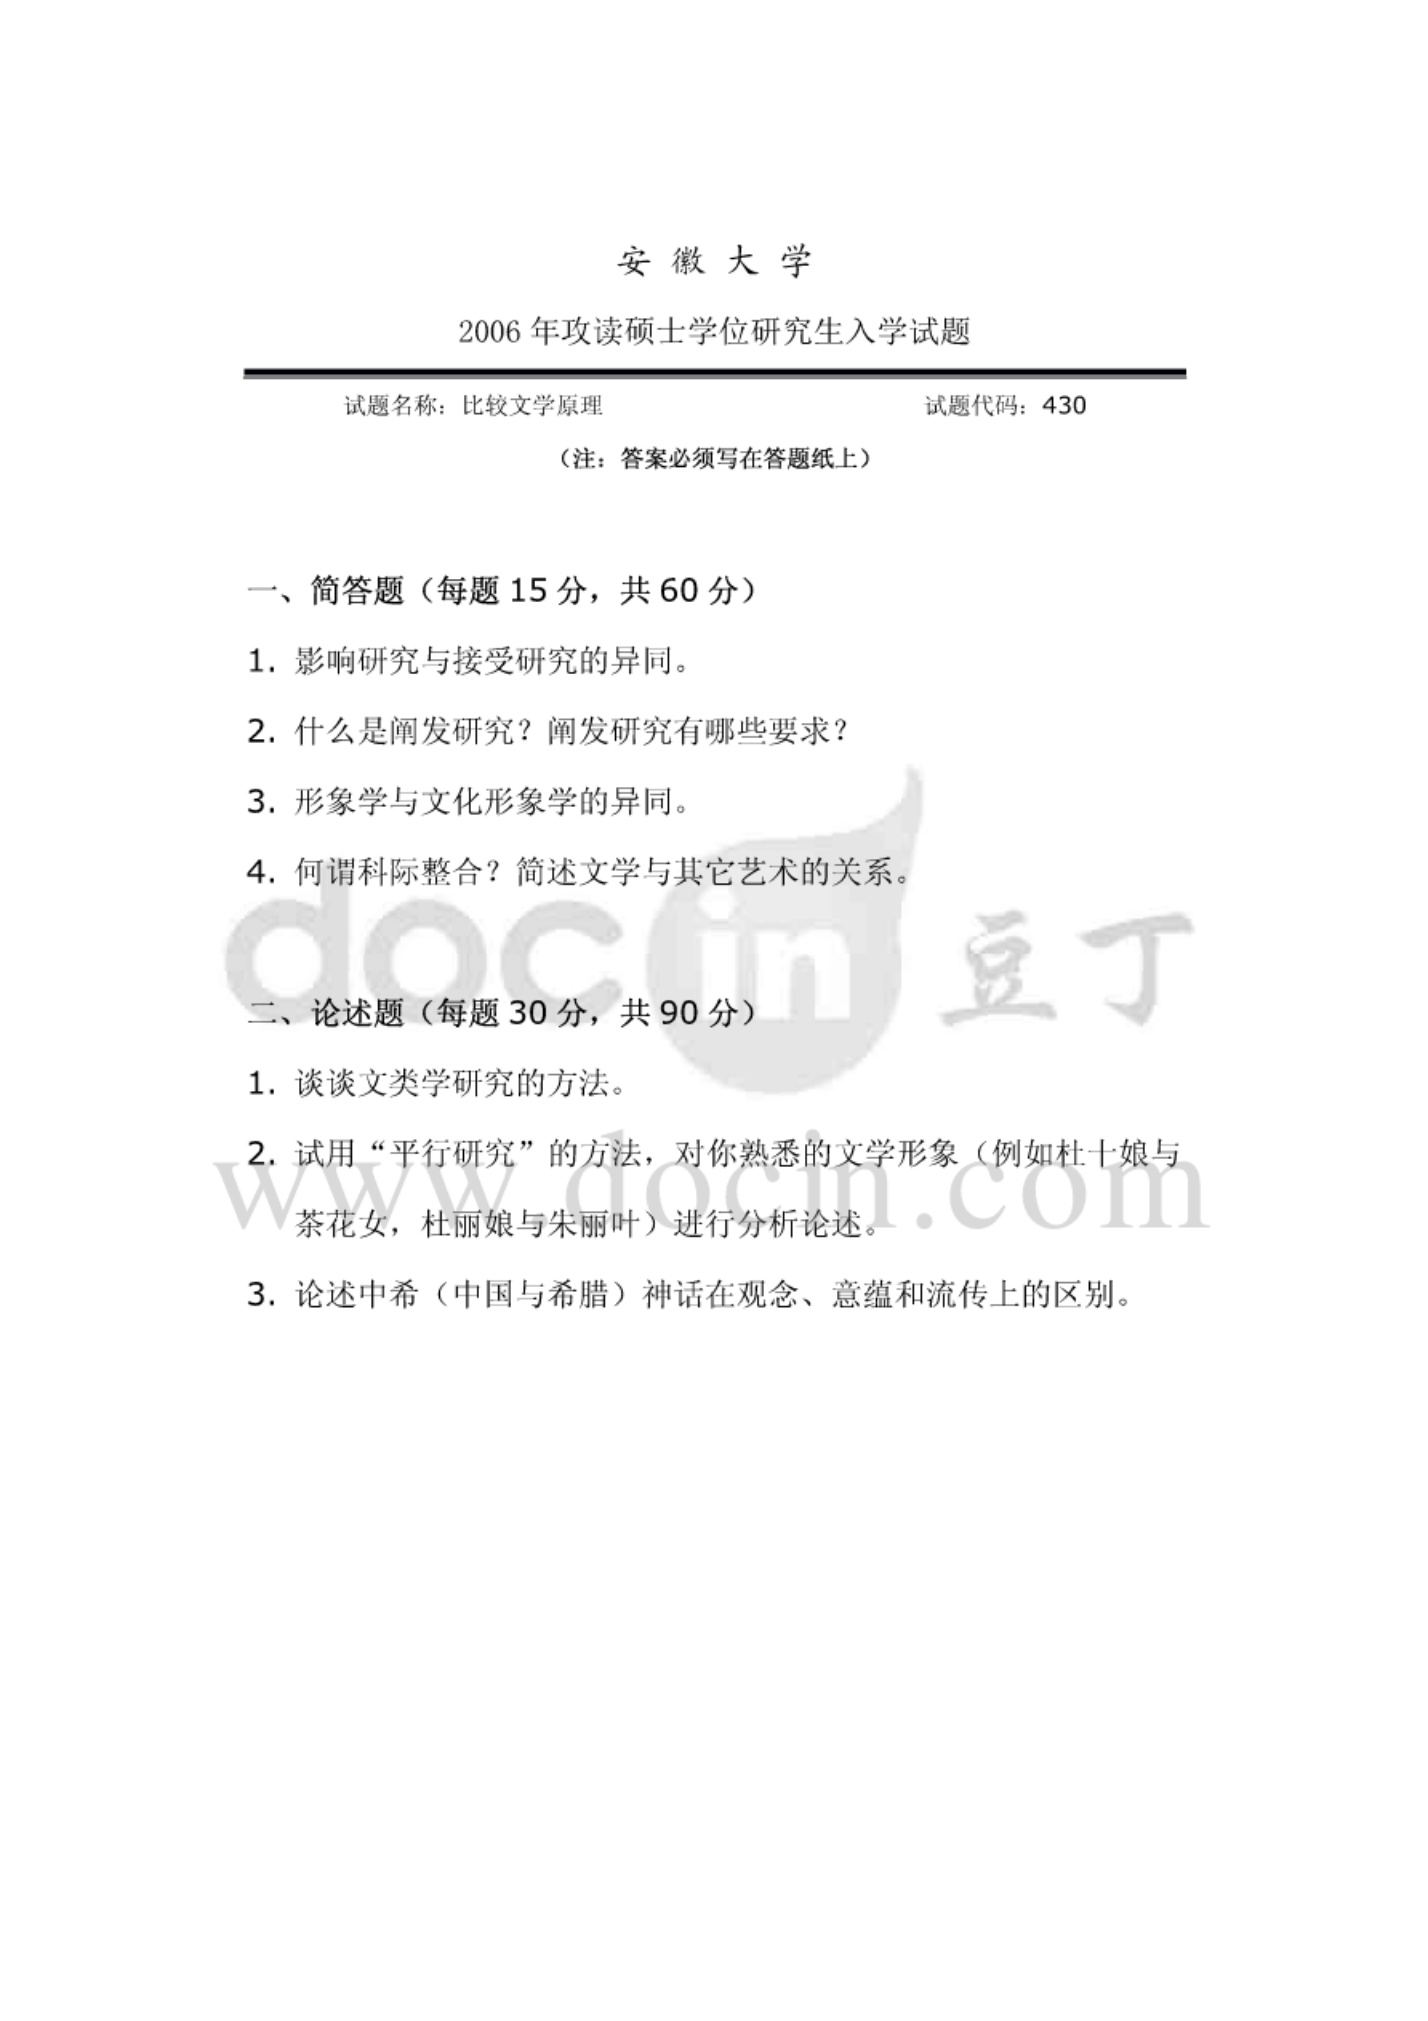 安徽大学
2006 年攻读硕士学位研究生入学试题
试题名称：比较文学原理 试题代码：430
（注：答案必须写在答题纸上）
一、简答题（每题 15 分，共 60 分）
1. 影响研究与接受研究的异同。
2. 什么是阐发研究？阐发研究有哪些要求？
3. 形象学与文化形象学的异同。
4. 何谓科际整合？简述文学与其它艺术的关系。
docin 豆丁
二、论述题（每题 30 分，共 90 分）
1. 谈谈文类学研究的方法。
2. 试用“平行研究”的方法，对你熟悉的文学形象（例如杜十娘与
www.docin.com
茶花女，杜丽娘与朱丽叶）进行分析论述。
3. 论述中希（中国与希腊）神话在观念、意蕴和流传上的区别。